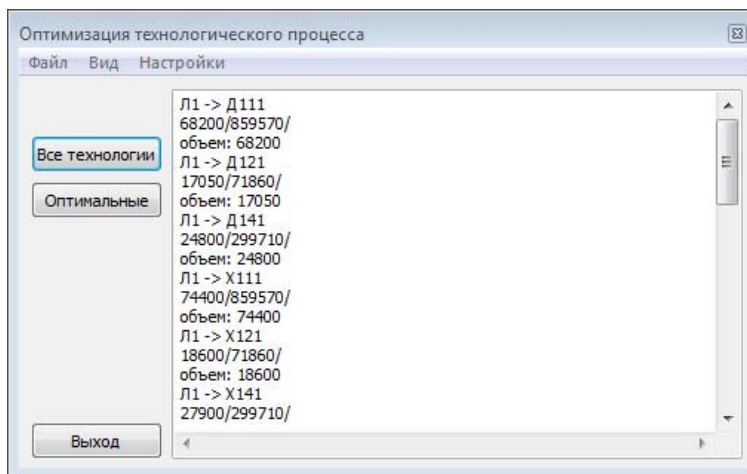 Оптимизация технологического процесса
Файл Вид Настройки
Все технологии
Оптимальные
Выход
Л1 -> Д111
68200/859570/
объем: 68200
Л1 -> Д121
17050/71860/
объем: 17050
Л1 -> Д141
24800/299710/
объем: 24800
Л1 -> Х111
74400/859570/
объем: 74400
Л1 -> Х121
18600/71860/
объем: 18600
Л1 -> Х141
27900/299710/